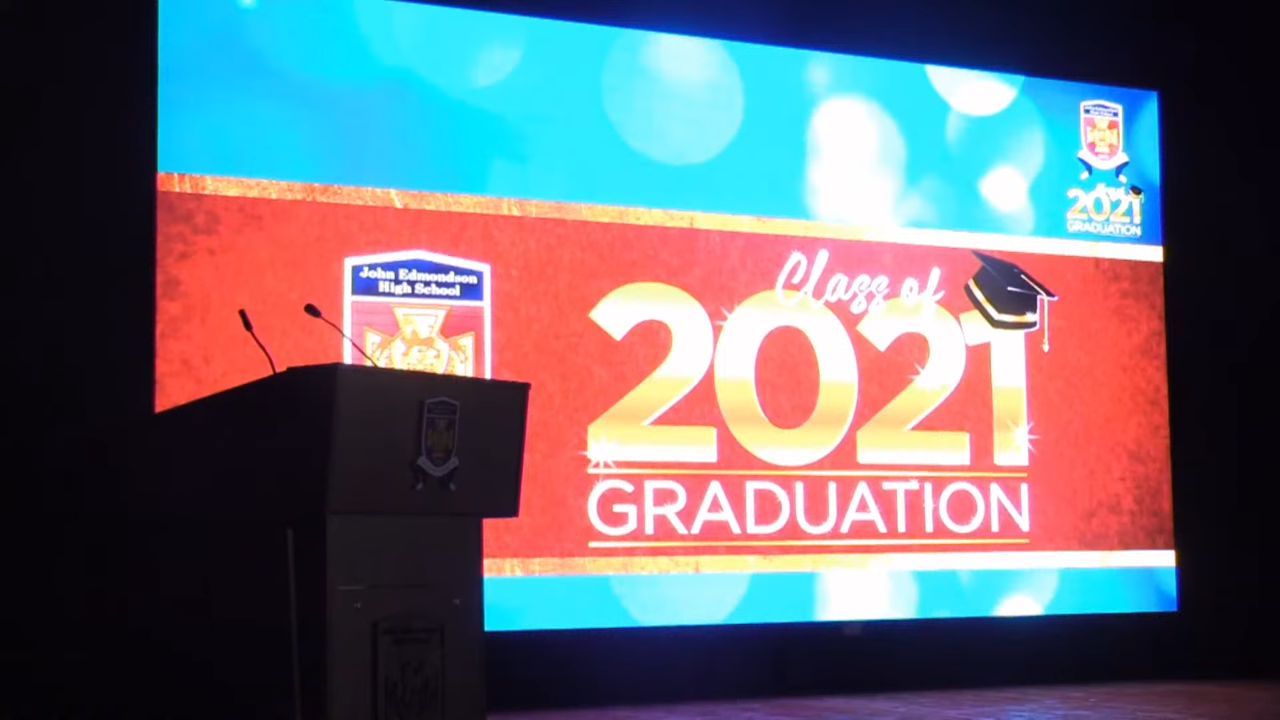 2021
GRADUATION
John Edmondson
High School
Class of
2021
GRADUATION